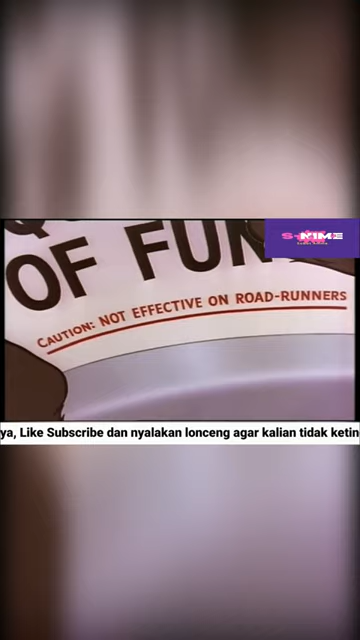 OF FUN
CAUTION: NOT EFFECTIVE ON ROAD-RUNNERS
ya, Like Subscribe dan nyalakan lonceng agar kalian tidak ketin